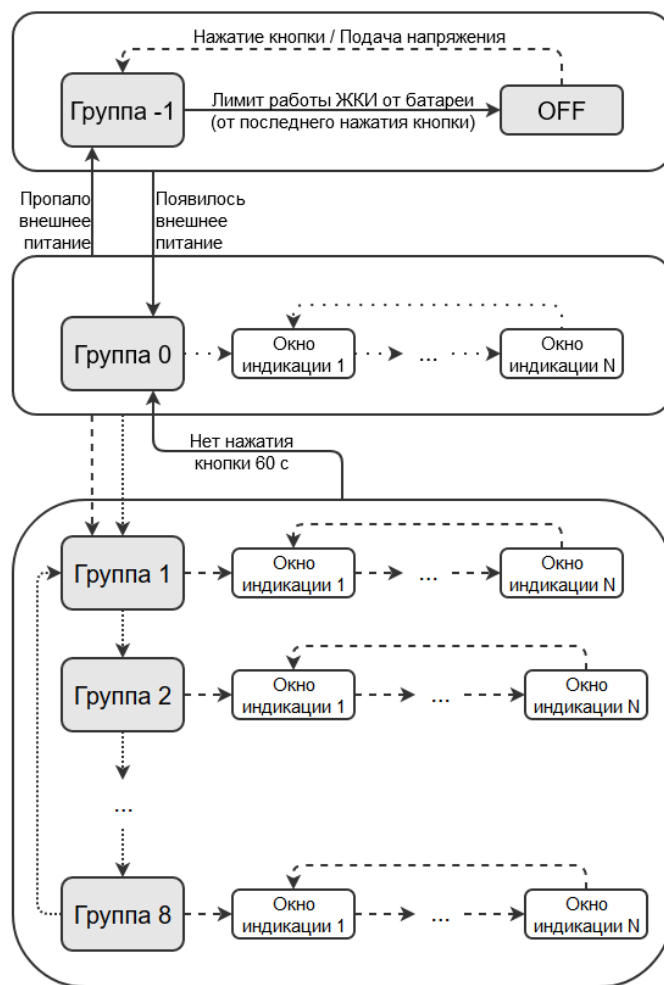 Нажатие кнопки / Подача напряжения
Группа -1
Лимит работы ЖКИ от батареи
(от последнего нажатия кнопки)
OFF
Пропало
внешнее
питание
Появилось
внешнее
питание
Группа 0
Окно
индикации 1
...
Окно
индикации N
Нет нажатия
кнопки 60 с
Группа 1
Окно
индикации 1
...
Окно
индикации N
Группа 2
Окно
индикации 1
...
Окно
индикации N
...
Группа 8
Окно
индикации 1
...
Окно
индикации N